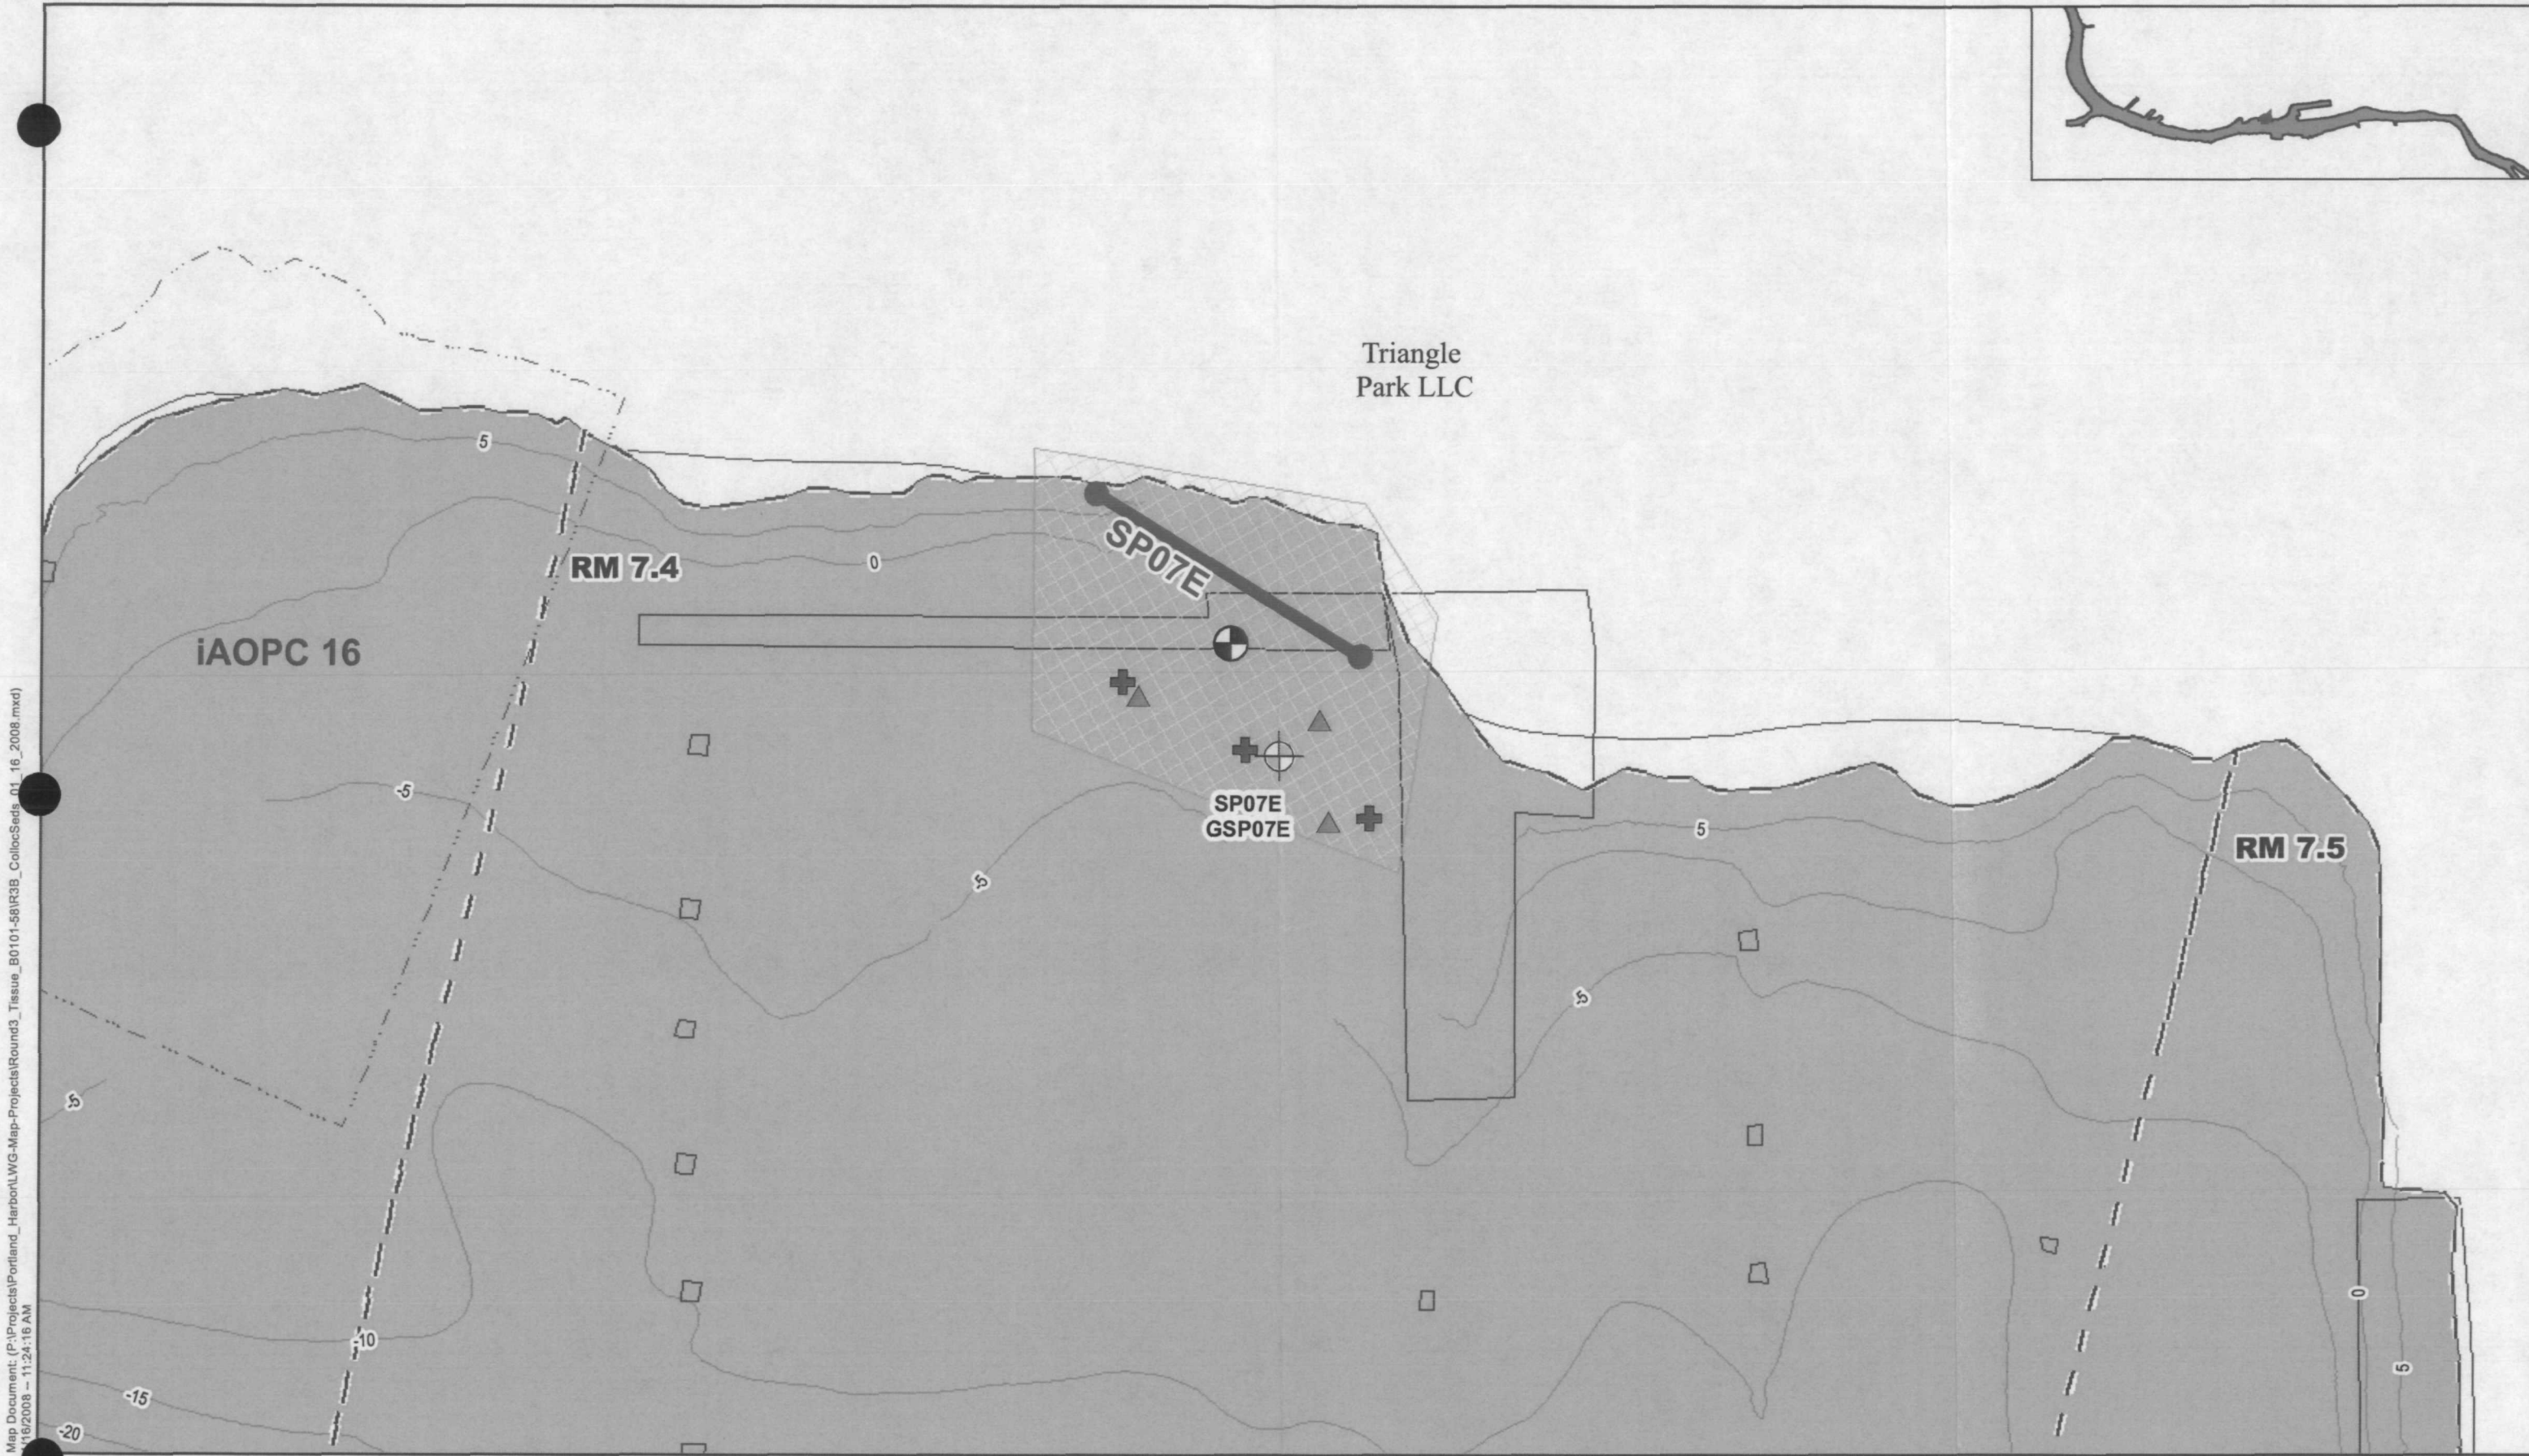 Triangle
Park LLC
5
RM 7.4
0
SP07E
iAOPC 16
-5
SP07E
GSP07E
5
RM 7.5
-5
-5
-5
0
-10
5
-15
-20
Map Document: (P:\Projects\Portland_Harbor\LWG-Map-Projects\Round3_Tissue_B0101-58\R3B_CollocSeds_01_16_2008.mxd)
1/16/2008 -- 11:24:16 AM